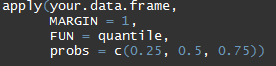 apply(your.data.frame,
MARGIN = 1,
FUN = quantile,
probs = c(0.25, 0.5, 0.75))